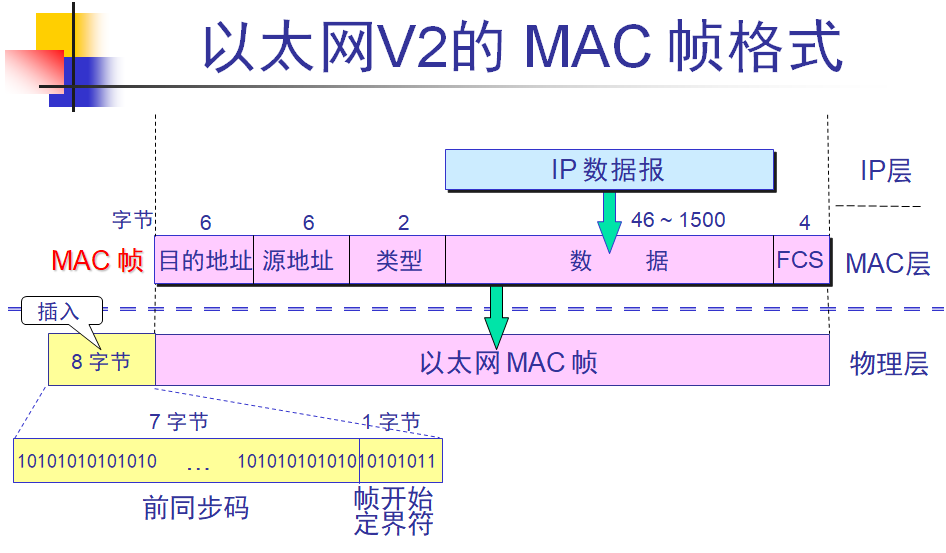 以太网V2的 MAC 帧格式
IP 数据报
IP层
字节 6 6 2 46 ~ 1500 4
MAC 帧 目的地址 源地址 类型 数 据 FCS MAC层
插入
8 字节 以太网 MAC 帧 物理层
7 字节 1 字节
10101010101010 ... 10101010101010101011
前同步码 帧开始
定界符